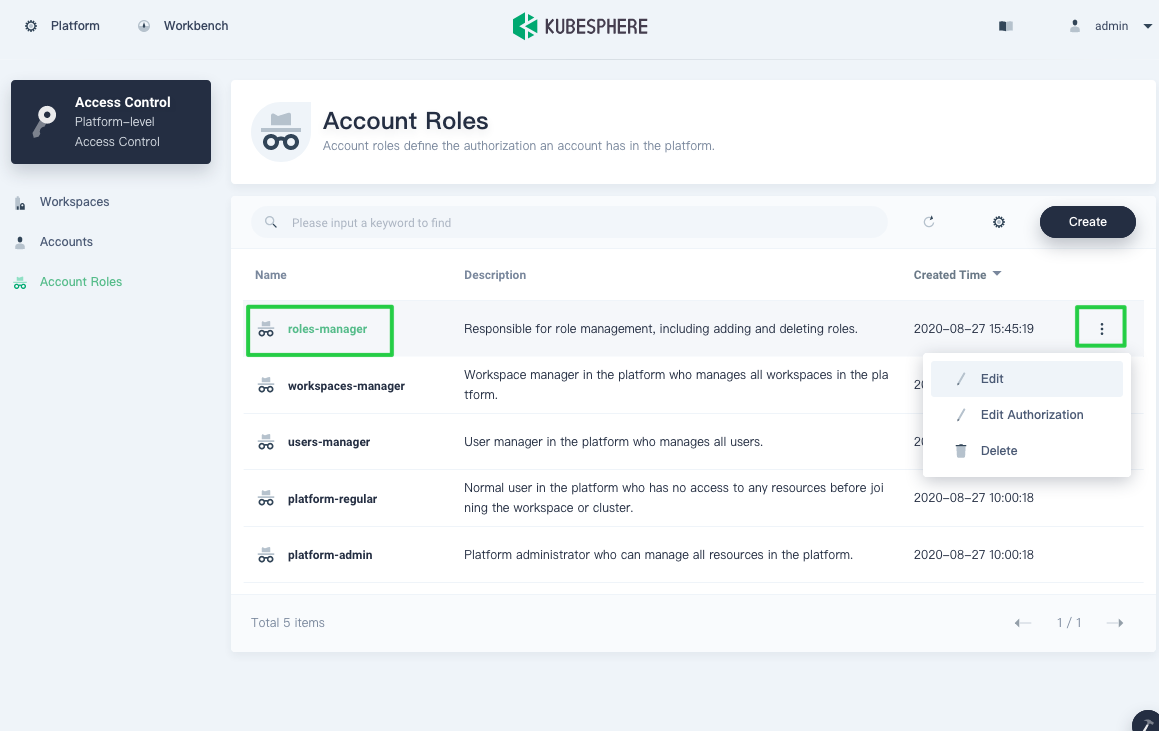 Platform
Workbench
KUBESPHERE
admin
Access Control
Platform-level
Access Control
Workspaces
Accounts
Account Roles
Account Roles
Account roles define the authorization an account has in the platform.
Please input a keyword to find
Create
Name Description Created Time
roles-manager Responsible for role management, including adding and deleting roles. 2020-08-27 15:45:19
workspaces-manager Workspace manager in the platform who manages all workspaces in the pla
tform.
users-manager User manager in the platform who manages all users.
Edit
Edit Authorization
Delete
platform-regular Normal user in the platform who has no access to any resources before joi
ning the workspace or cluster. 2020-08-27 10:00:18
platform-admin Platform administrator who can manage all resources in the platform. 2020-08-27 10:00:18
Total 5 items
1 / 1